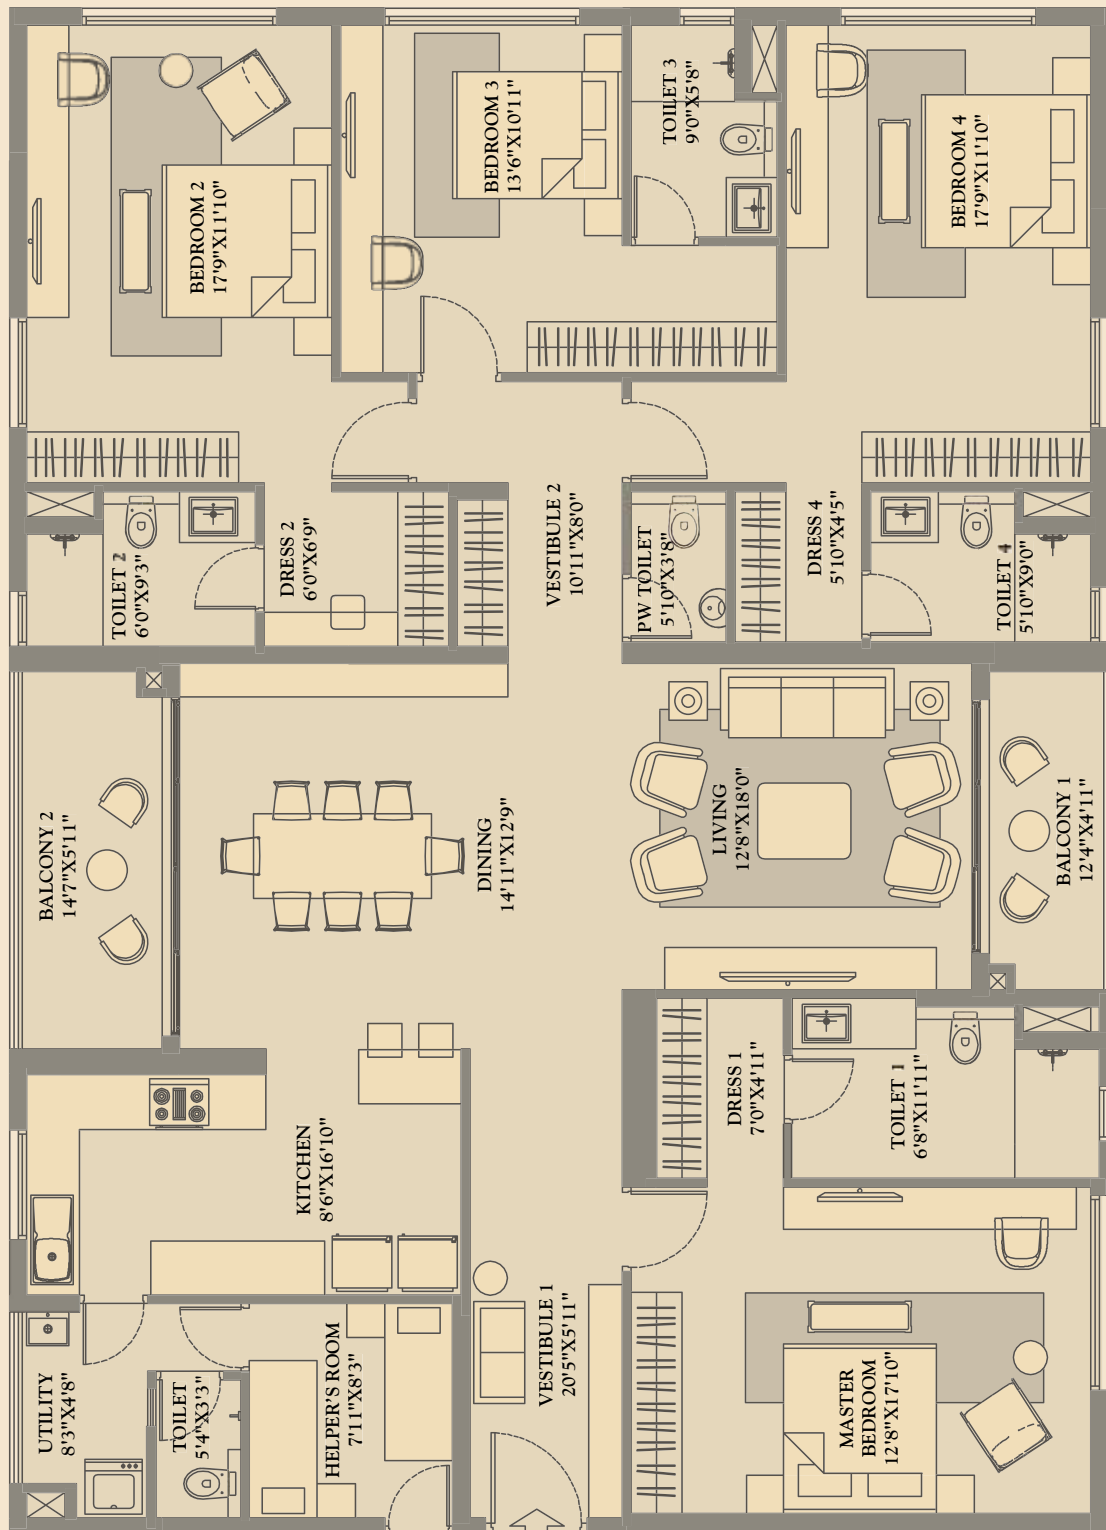 BEDROOM 2
17'9"X11'10"
BEDROOM 3
13'6"X10'11"
TOILET 3
9'0"X5'8"
BEDROOM 4
17'9"X11'10"
TOILET 2
6'0"X9'3"
DRESS 2
6'0"X6'9"
VESTIBULE 2
10'11"X8'0"
PW TOILET
5'10"X3'8"
DRESS 4
5'10"X4'5"
TOILET 4
5'10"X9'0"
BALCONY 2
14'7"X5'11"
DINING
14'11"X12'9"
LIVING
12'8"X18'0"
BALCONY 1
12'4"X4'11"
KITCHEN
8'6"X16'10"
DRESS 1
7'0"X4'11"
TOILET 1
6'8"X11'11"
UTILITY
8'3"X4'8"
TOILET
5'4"X3'3"
HELPER'S ROOM
7'11"X8'3"
VESTIBULE 1
20'5"X5'11"
MASTER
BEDROOM
12'8"X17'10"